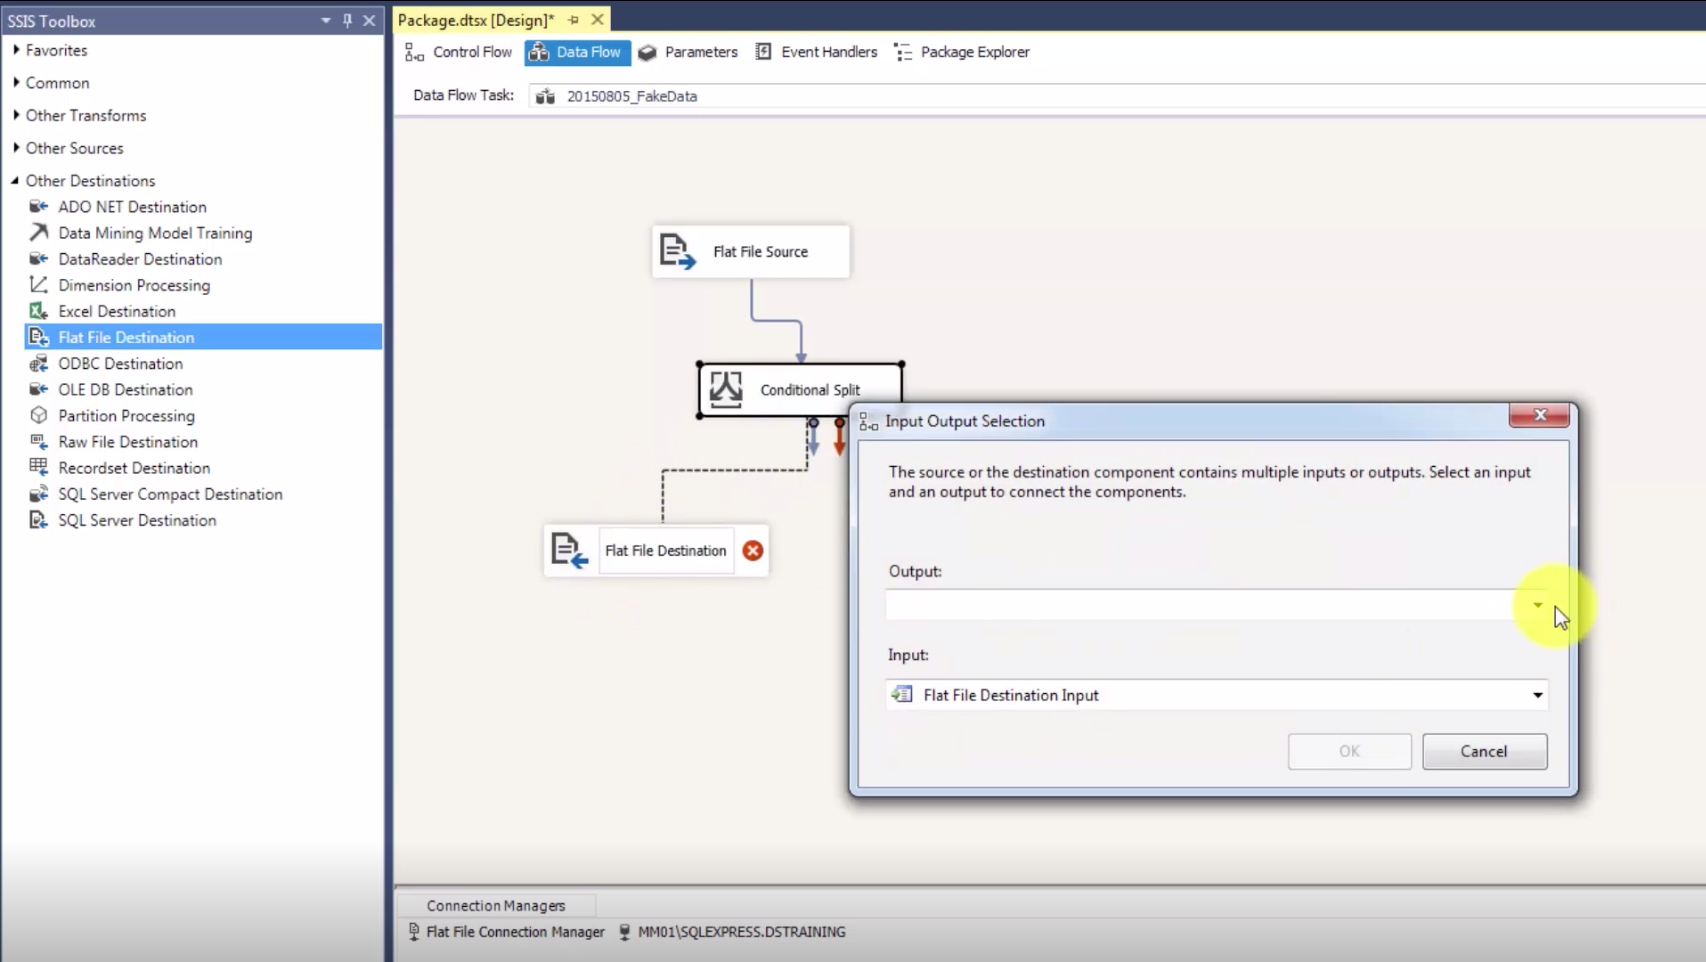 SSIS Toolbox
Favorites
Common
Other Transforms
Other Sources
Other Destinations
ADO NET Destination
Data Mining Model Training
DataReader Destination
Dimension Processing
Excel Destination
Flat File Destination
ODBC Destination
OLE DB Destination
Partition Processing
Raw File Destination
Recordset Destination
SQL Server Compact Destination
SQL Server Destination
Package.dtsx [Design]*
Control Flow Data Flow Parameters Event Handlers Package Explorer
Data Flow Task: 20150805_FakeData
Flat File Source
Conditional Split
Flat File Destination
Input Output Selection
The source or the destination component contains multiple inputs or outputs. Select an input
and an output to connect the components.
Output:
Input:
Flat File Destination Input
OK Cancel
Connection Managers
Flat File Connection Manager MM01\SQLEXPRESS.DSTRAINING